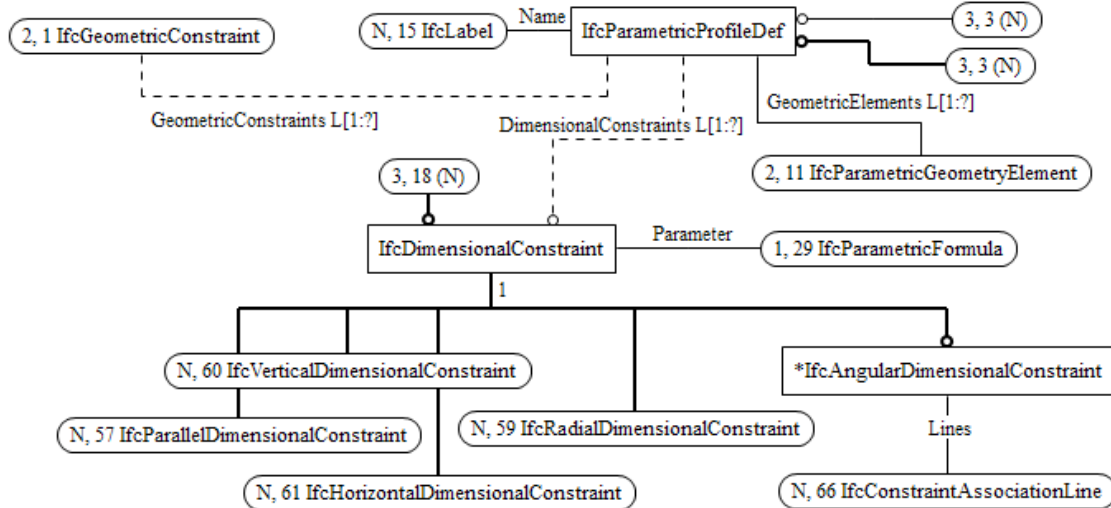 2, 1 IfcGeometricConstraint
N, 15 IfcLabel
Name
IfcParametricProfileDef
3, 3 (N)
3, 3 (N)
GeometricConstraints L[1:?]
DimensionalConstraints L[1:?]
GeometricElements L[1:?]
2, 11 IfcParametricGeometryElement
3, 18 (N)
IfcDimensionalConstraint
Parameter
1, 29 IfcParametricFormula
1
N, 60 IfcVerticalDimensionalConstraint
*IfcAngularDimensionalConstraint
N, 57 IfcParallelDimensionalConstraint
N, 59 IfcRadialDimensionalConstraint
Lines
N, 61 IfcHorizontalDimensionalConstraint
N, 66 IfcConstraintAssociationLine